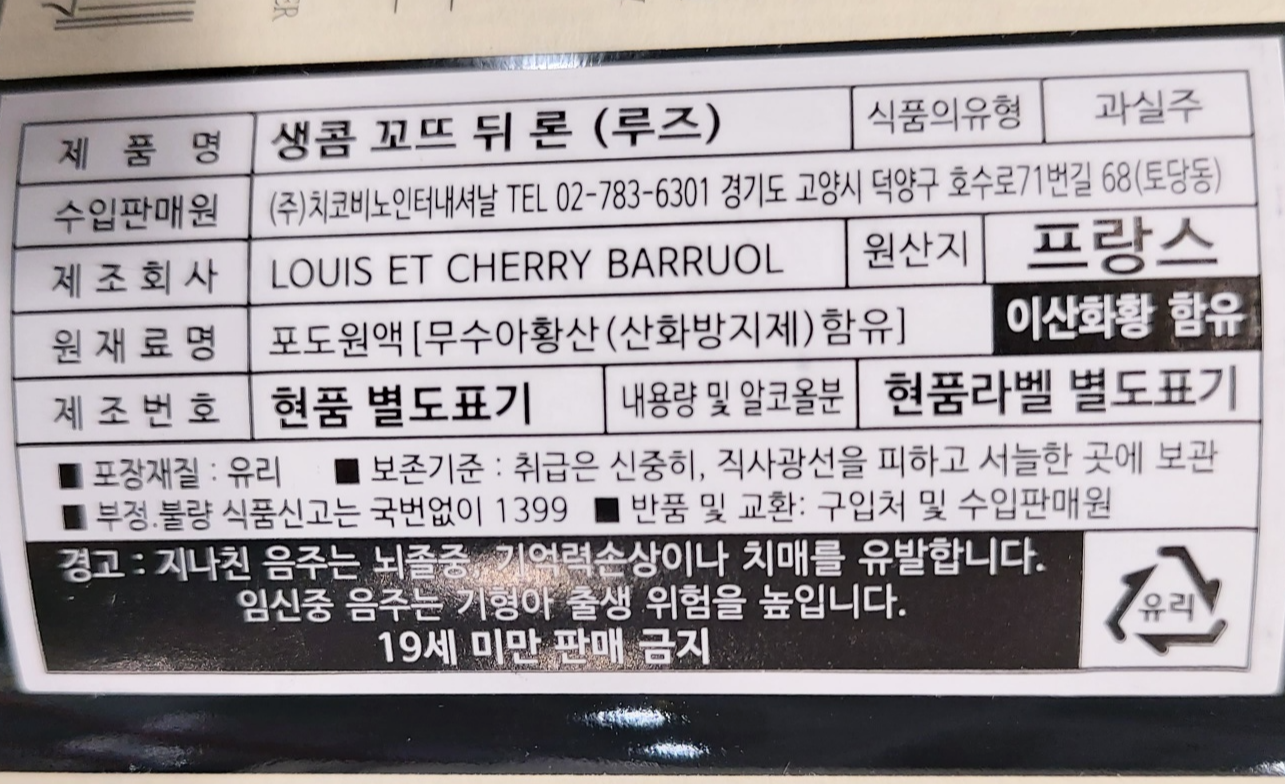 제품명 생콤 꼬뜨 뒤 론 (루즈) 식품의유형 과실주
수입판매원 (주)치코비노인터내셔날 TEL 02-783-6301 경기도 고양시 덕양구 호수로71번길 68(토당동)
제조회사 LOUIS ET CHERRY BARRUOL 원산지 프랑스
원재료명 포도원액[무수아황산(산화방지제)함유] 이산화황 함유
제조번호 현품 별도표기 내용량 및 알코올분 현품라벨 별도표기
■ 포장재질 : 유리 ■ 보존기준 : 취급은 신중히, 직사광선을 피하고 서늘한 곳에 보관
■ 부정.불량 식품신고는 국번없이 1399 ■ 반품 및 교환: 구입처 및 수입판매원
경고 : 지나친 음주는 뇌졸중, 기억력손상이나 치매를 유발합니다.
임신중 음주는 기형아 출생 위험을 높입니다.
19세 미만 판매 금지
유리